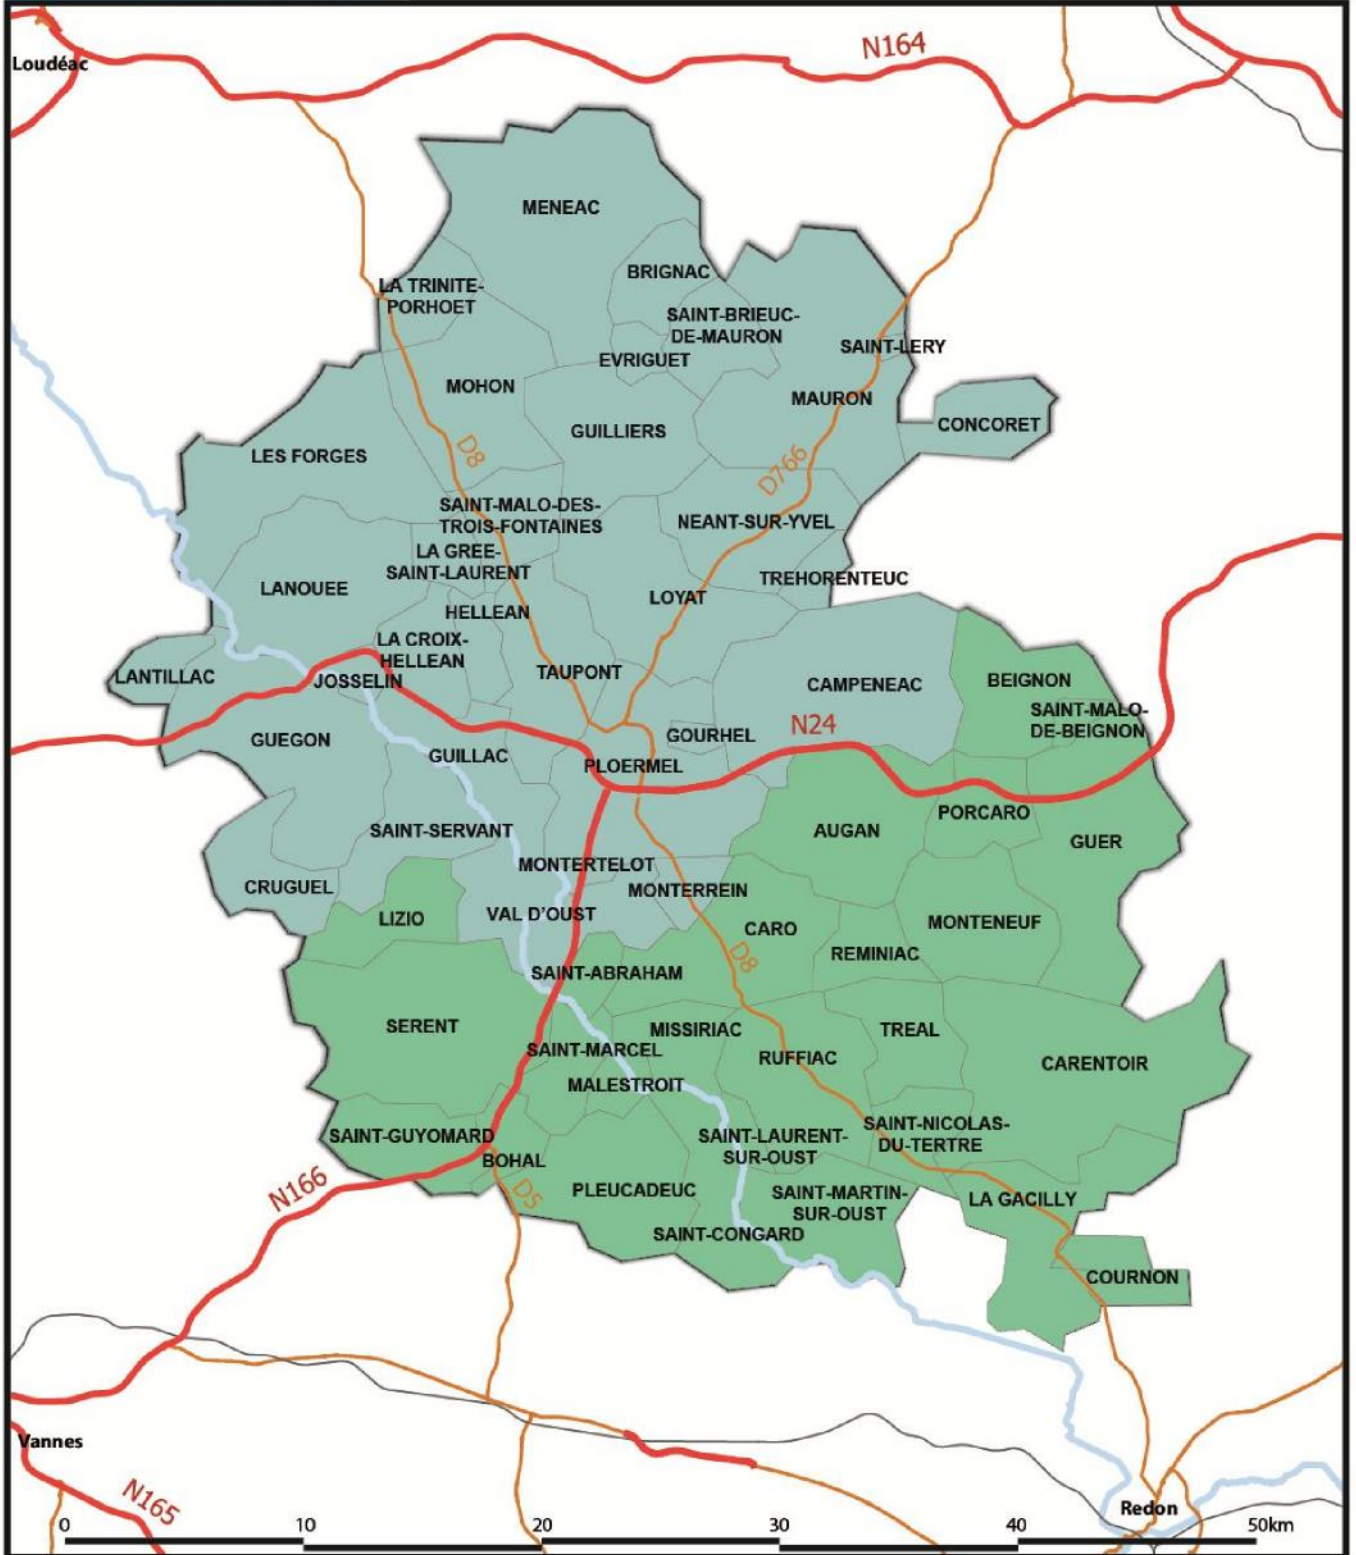 N164
Loudéac
MENEAC
BRIGNAC
LA TRINITE-
PORHOET
SAINT-BRIEUC-
DE-MAURON
SAINT-LERY
EVRIGUET
MOHON
MAURON
CONCORET
GUILLIERS
LES FORGES
D8
D766
SAINT-MALO-DES-
TROIS-FONTAINES
NEANT-SUR-YVEL
LA GREE-
SAINT-LAURENT
TREHORENTEUC
LANOUEE
LOYAT
HELLEAN
LA CROIX-
HELLEAN
LANTILLAC
JOSSELIN
TAUPONT
CAMPENEAC
BEIGNON
SAINT-MALO-
DE-BEIGNON
N24
GUEGON
GOURHEL
GUILLAC
PLOERMEL
PORCARO
SAINT-SERVANT
AUGAN
GUER
MONTERTELOT
CRUGUEL
MONTERREIN
LIZIO
VAL D'OUST
CARO
MONTENEUF
REMINIAC
D8
SAINT-ABRAHAM
SERENT
MISSIRIAC
TREAL
SAINT-MARCEL
RUFFIAC
CARENTOIR
MALESTROIT
SAINT-GUYOMARD
SAINT-LAURENT-
SUR-OUST
SAINT-NICOLAS-
DU-TERTRE
BOHAL
N166
D5
PLEUCADEUC
SAINT-MARTIN-
SUR-OUST
LA GACILLY
SAINT-CONGARD
COURNON
Vannes
N165
Redon
0 10 20 30 40 50km